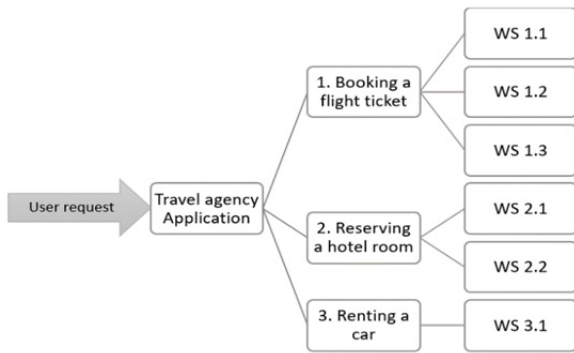 User request
Travel agency
Application
1. Booking a
flight ticket
2. Reserving
a hotel room
3. Renting a
car
WS 1.1
WS 1.2
WS 1.3
WS 2.1
WS 2.2
WS 3.1